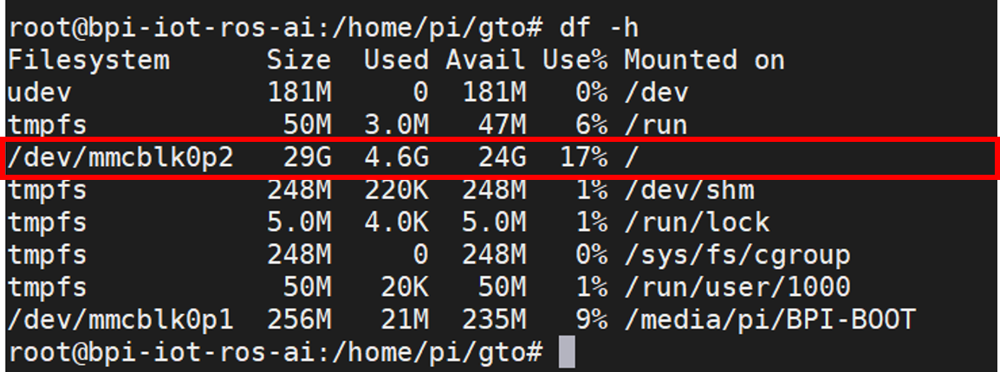 root@bpi-iot-ros-ai:/home/pi/gto# df -h
Filesystem      Size  Used Avail Use% Mounted on
udev            181M     0  181M   0% /dev
tmpfs            50M  3.0M   47M   6% /run
/dev/mmcblk0p2   29G  4.6G   24G  17% /
tmpfs           248M  220K  248M   1% /dev/shm
tmpfs           5.0M  4.0K  5.0M   1% /run/lock
tmpfs           248M     0  248M   0% /sys/fs/cgroup
tmpfs            50M   20K   50M   1% /run/user/1000
/dev/mmcblk0p1  256M   21M  235M   9% /media/pi/BPI-BOOT
root@bpi-iot-ros-ai:/home/pi/gto#